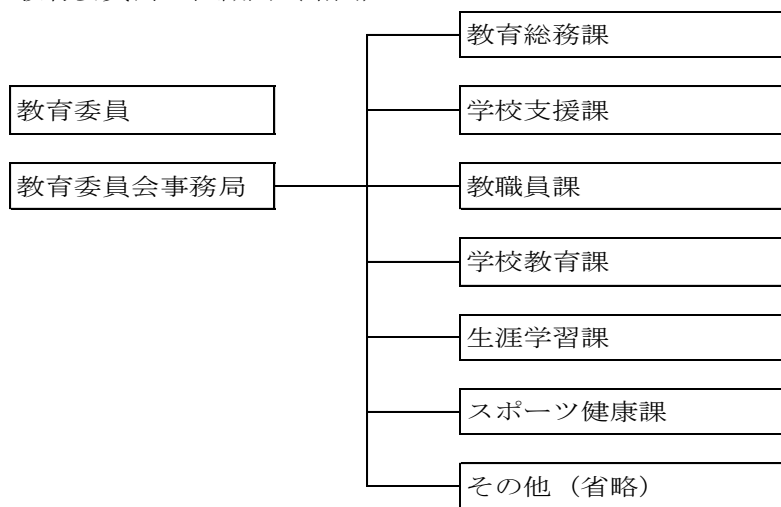 教育総務課
教育委員
学校支援課
教育委員会事務局
教職員課
学校教育課
生涯学習課
スポーツ健康課
その他（省略）